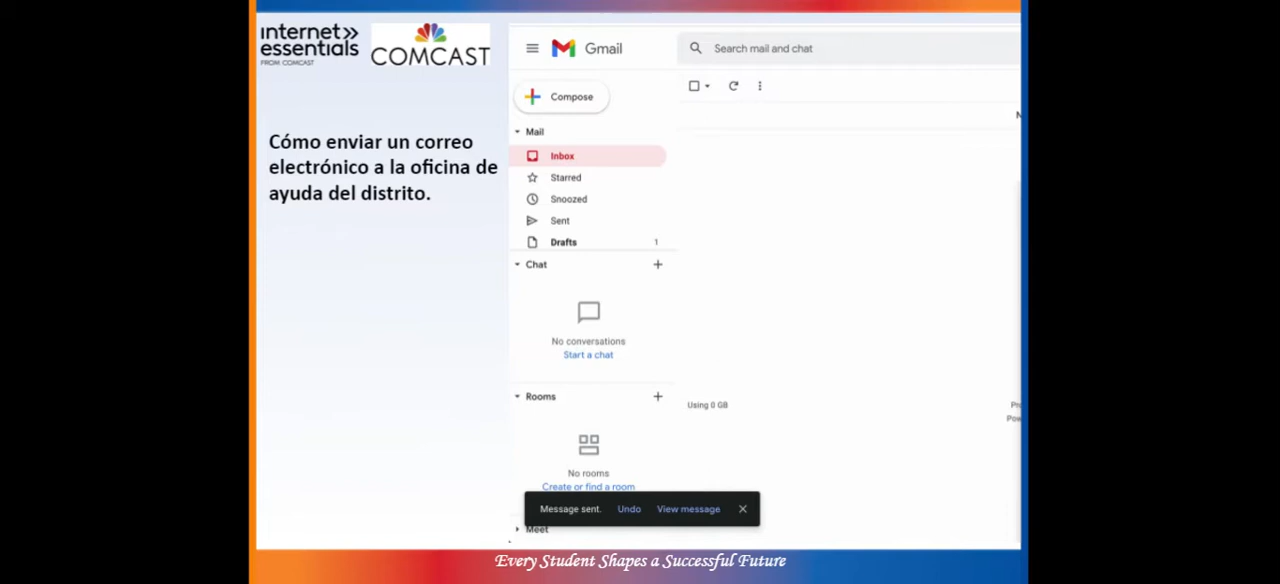 internet
essentials
FROM COMCAST
COMCAST
Cómo enviar un correo
electrónico a la oficina de
ayuda del distrito.
Gmail
Search mail and chat
Compose
Mail
Inbox
Starred
Snoozed
Sent
Drafts 1
Chat
No conversations
Start a chat
Rooms
No rooms
Create or find a room
Using 0 GB
Message sent. Undo View message
Meet
Every Student Shapes a Successful Future